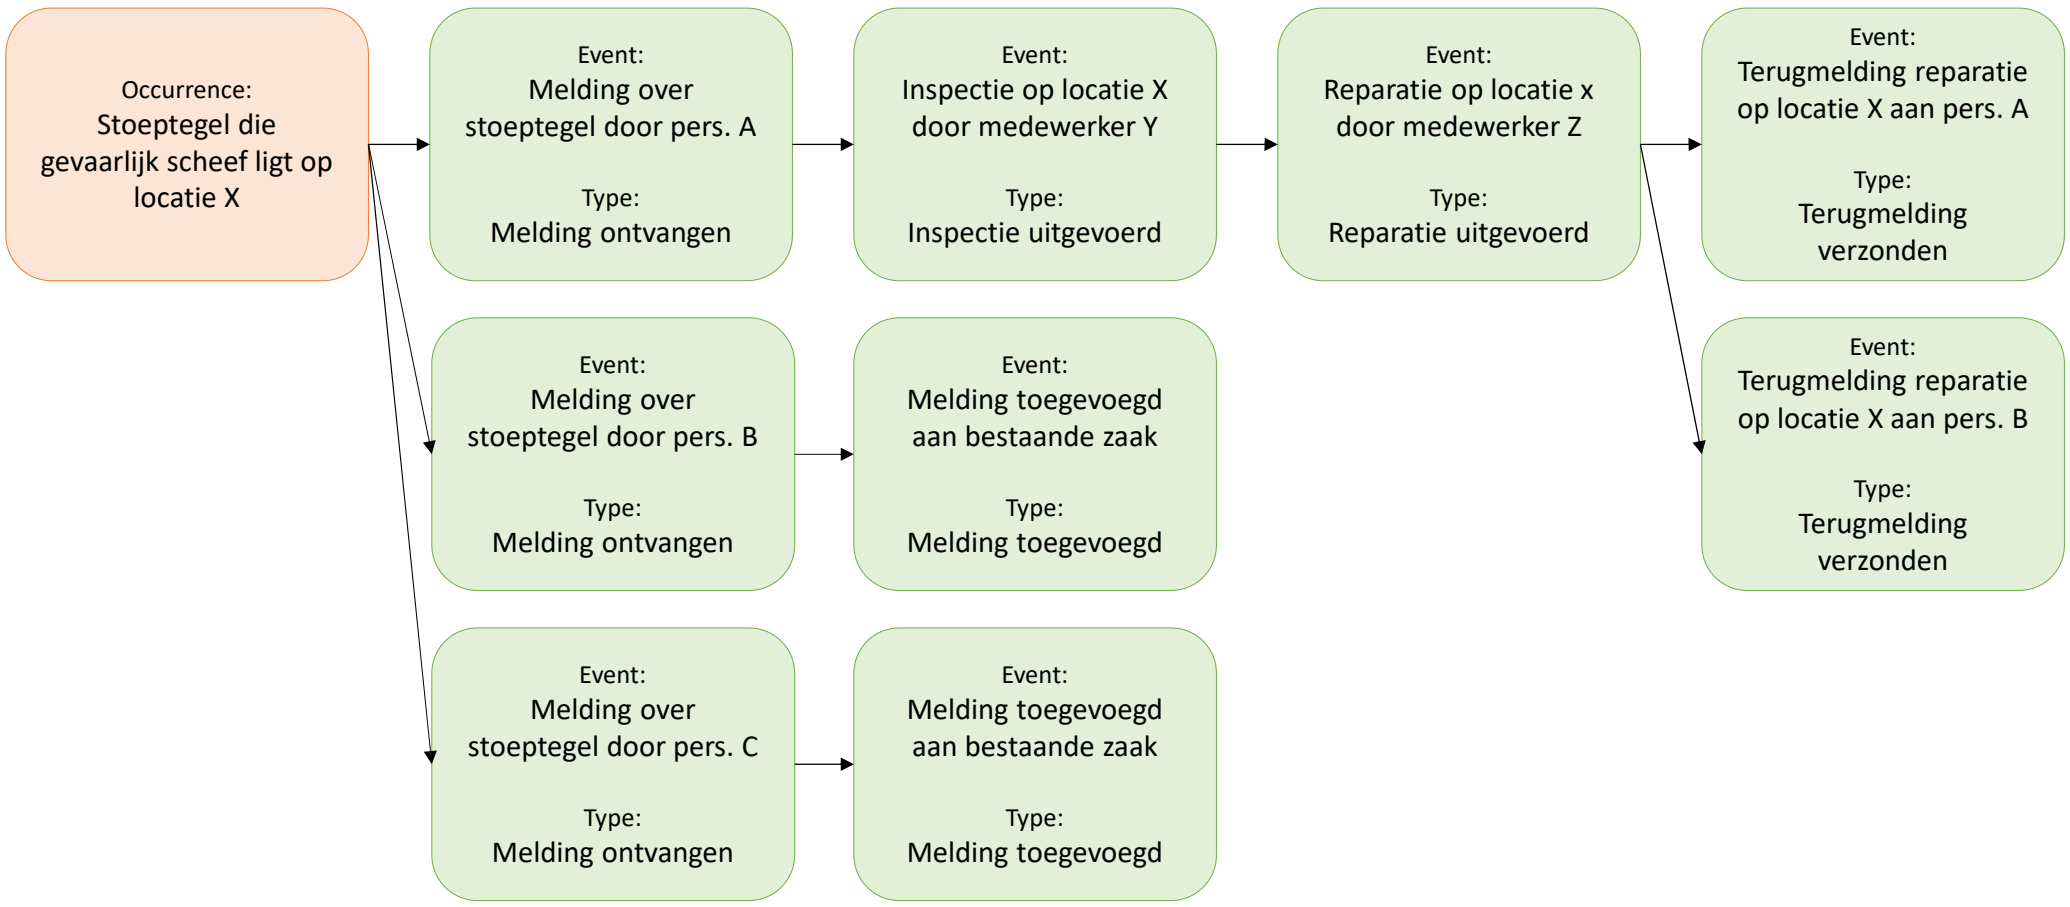 Occurrence:
Stoeptegel die
gevaarlijk scheef ligt op
locatie X
Event:
Melding over
stoeptegel door pers. A
Type:
Melding ontvangen
Event:
Inspectie op locatie X
door medewerker Y
Type:
Inspectie uitgevoerd
Event:
Reparatie op locatie x
door medewerker Z
Type:
Reparatie uitgevoerd
Event:
Terugmelding reparatie
op locatie X aan pers. A
Type:
Terugmelding
verzonden
Event:
Melding over
stoeptegel door pers. B
Type:
Melding ontvangen
Event:
Melding toegevoegd
aan bestaande zaak
Type:
Melding toegevoegd
Event:
Terugmelding reparatie
op locatie X aan pers. B
Type:
Terugmelding
verzonden
Event:
Melding over
stoeptegel door pers. C
Type:
Melding ontvangen
Event:
Melding toegevoegd
aan bestaande zaak
Type:
Melding toegevoegd